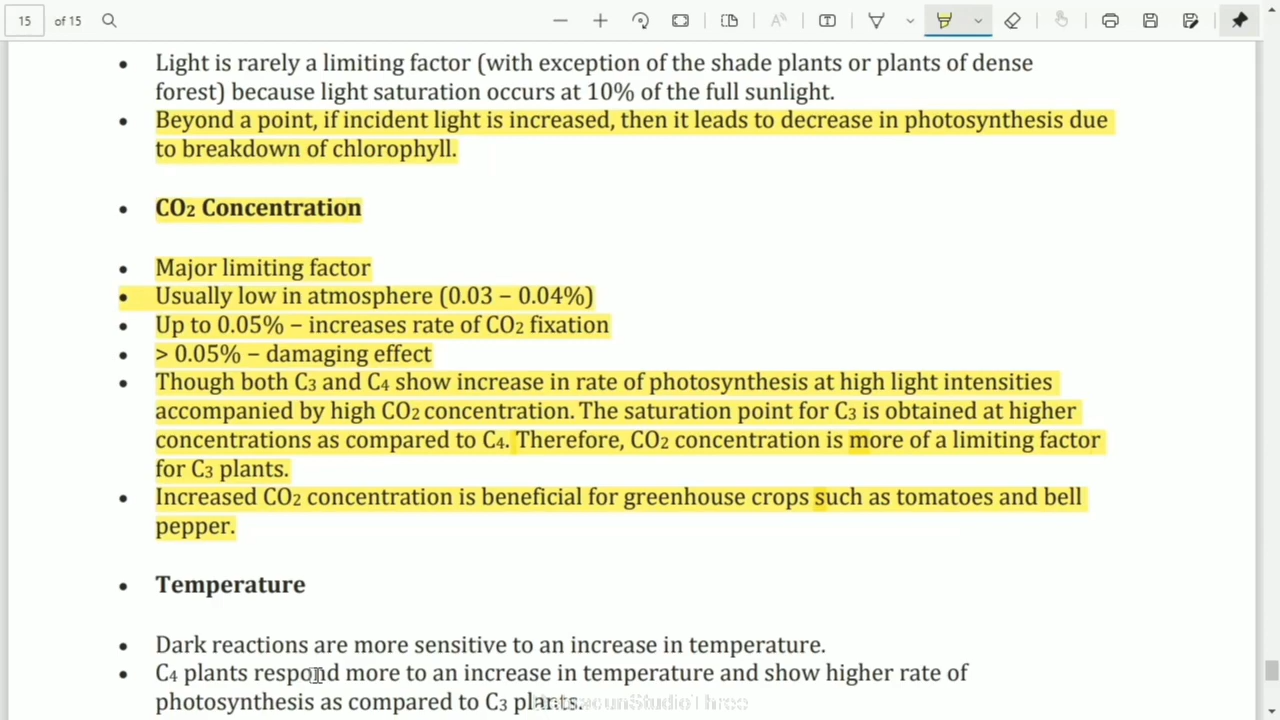 15 of 15
Light is rarely a limiting factor (with exception of the shade plants or plants of dense
forest) because light saturation occurs at 10% of the full sunlight.
Beyond a point, if incident light is increased, then it leads to decrease in photosynthesis due
to breakdown of chlorophyll.
CO₂ Concentration
Major limiting factor
Usually low in atmosphere (0.03 – 0.04%)
Up to 0.05% – increases rate of CO₂ fixation
> 0.05% – damaging effect
Though both C₃ and C₄ show increase in rate of photosynthesis at high light intensities
accompanied by high CO₂ concentration. The saturation point for C₃ is obtained at higher
concentrations as compared to C₄. Therefore, CO₂ concentration is more of a limiting factor
for C₃ plants.
Increased CO₂ concentration is beneficial for greenhouse crops such as tomatoes and bell
pepper.
Temperature
Dark reactions are more sensitive to an increase in temperature.
C₄ plants respond more to an increase in temperature and show higher rate of
photosynthesis as compared to C₃ plants.